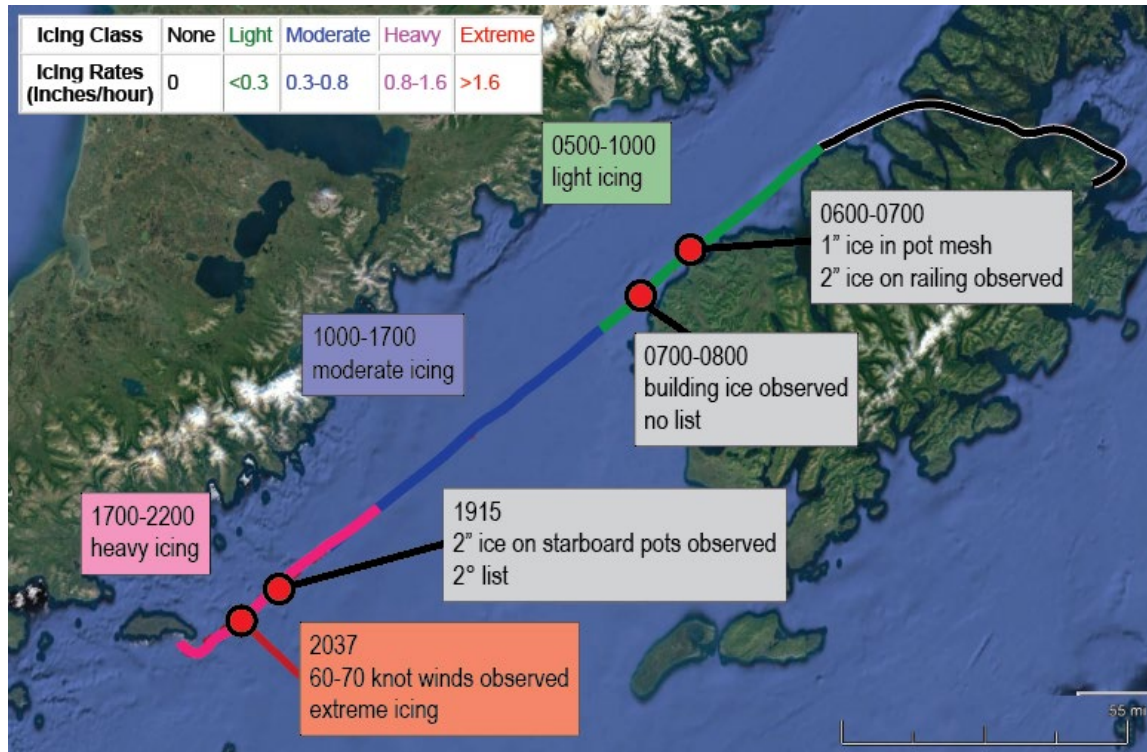 Icing Class None Light Moderate Heavy Extreme
Icing Rates (Inches/hour) 0 <0.3 0.3-0.8 0.8-1.6 >1.6
0500-1000
light icing
0600-0700
1” ice in pot mesh
2” ice on railing observed
1000-1700
moderate icing
0700-0800
building ice observed
no list
1700-2200
heavy icing
1915
2” ice on starboard pots observed
2° list
2037
60-70 knot winds observed
extreme icing
55 mi